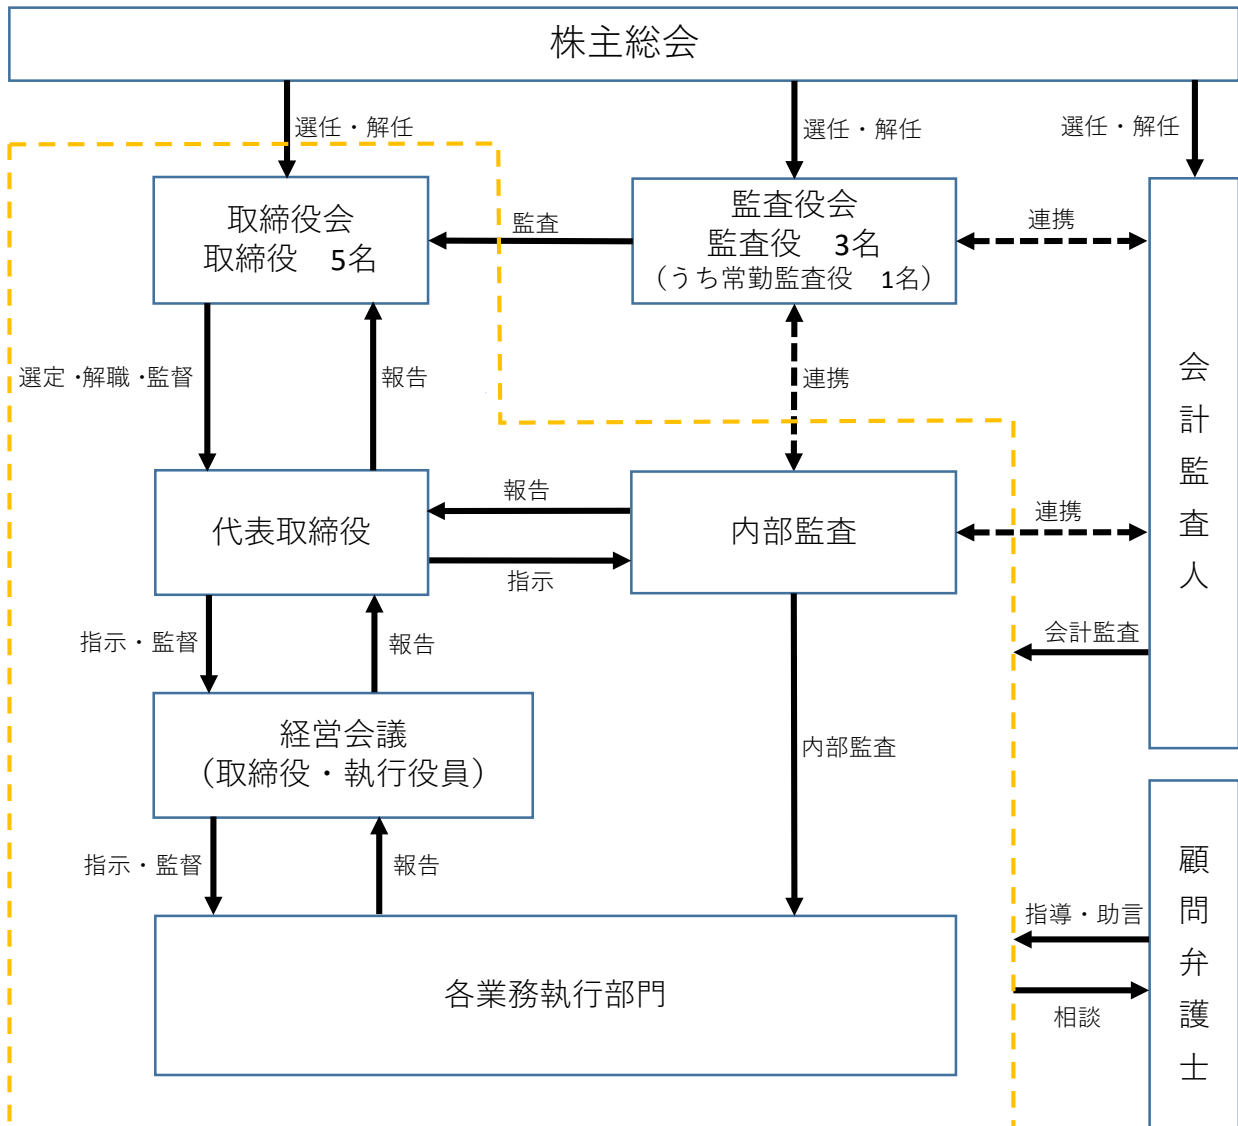 株主総会
選任・解任
選任・解任
選任・解任
取締役会
取締役　5名
監査
監査役会
監査役　3名
（うち常勤監査役　1名）
連携
会計監査人
選定・解職・監督
報告
連携
代表取締役
報告
指示
内部監査
連携
会計監査
指示・監督
報告
経営会議
（取締役・執行役員）
内部監査
指示・監督
報告
各業務執行部門
指導・助言
相談
顧問弁護士